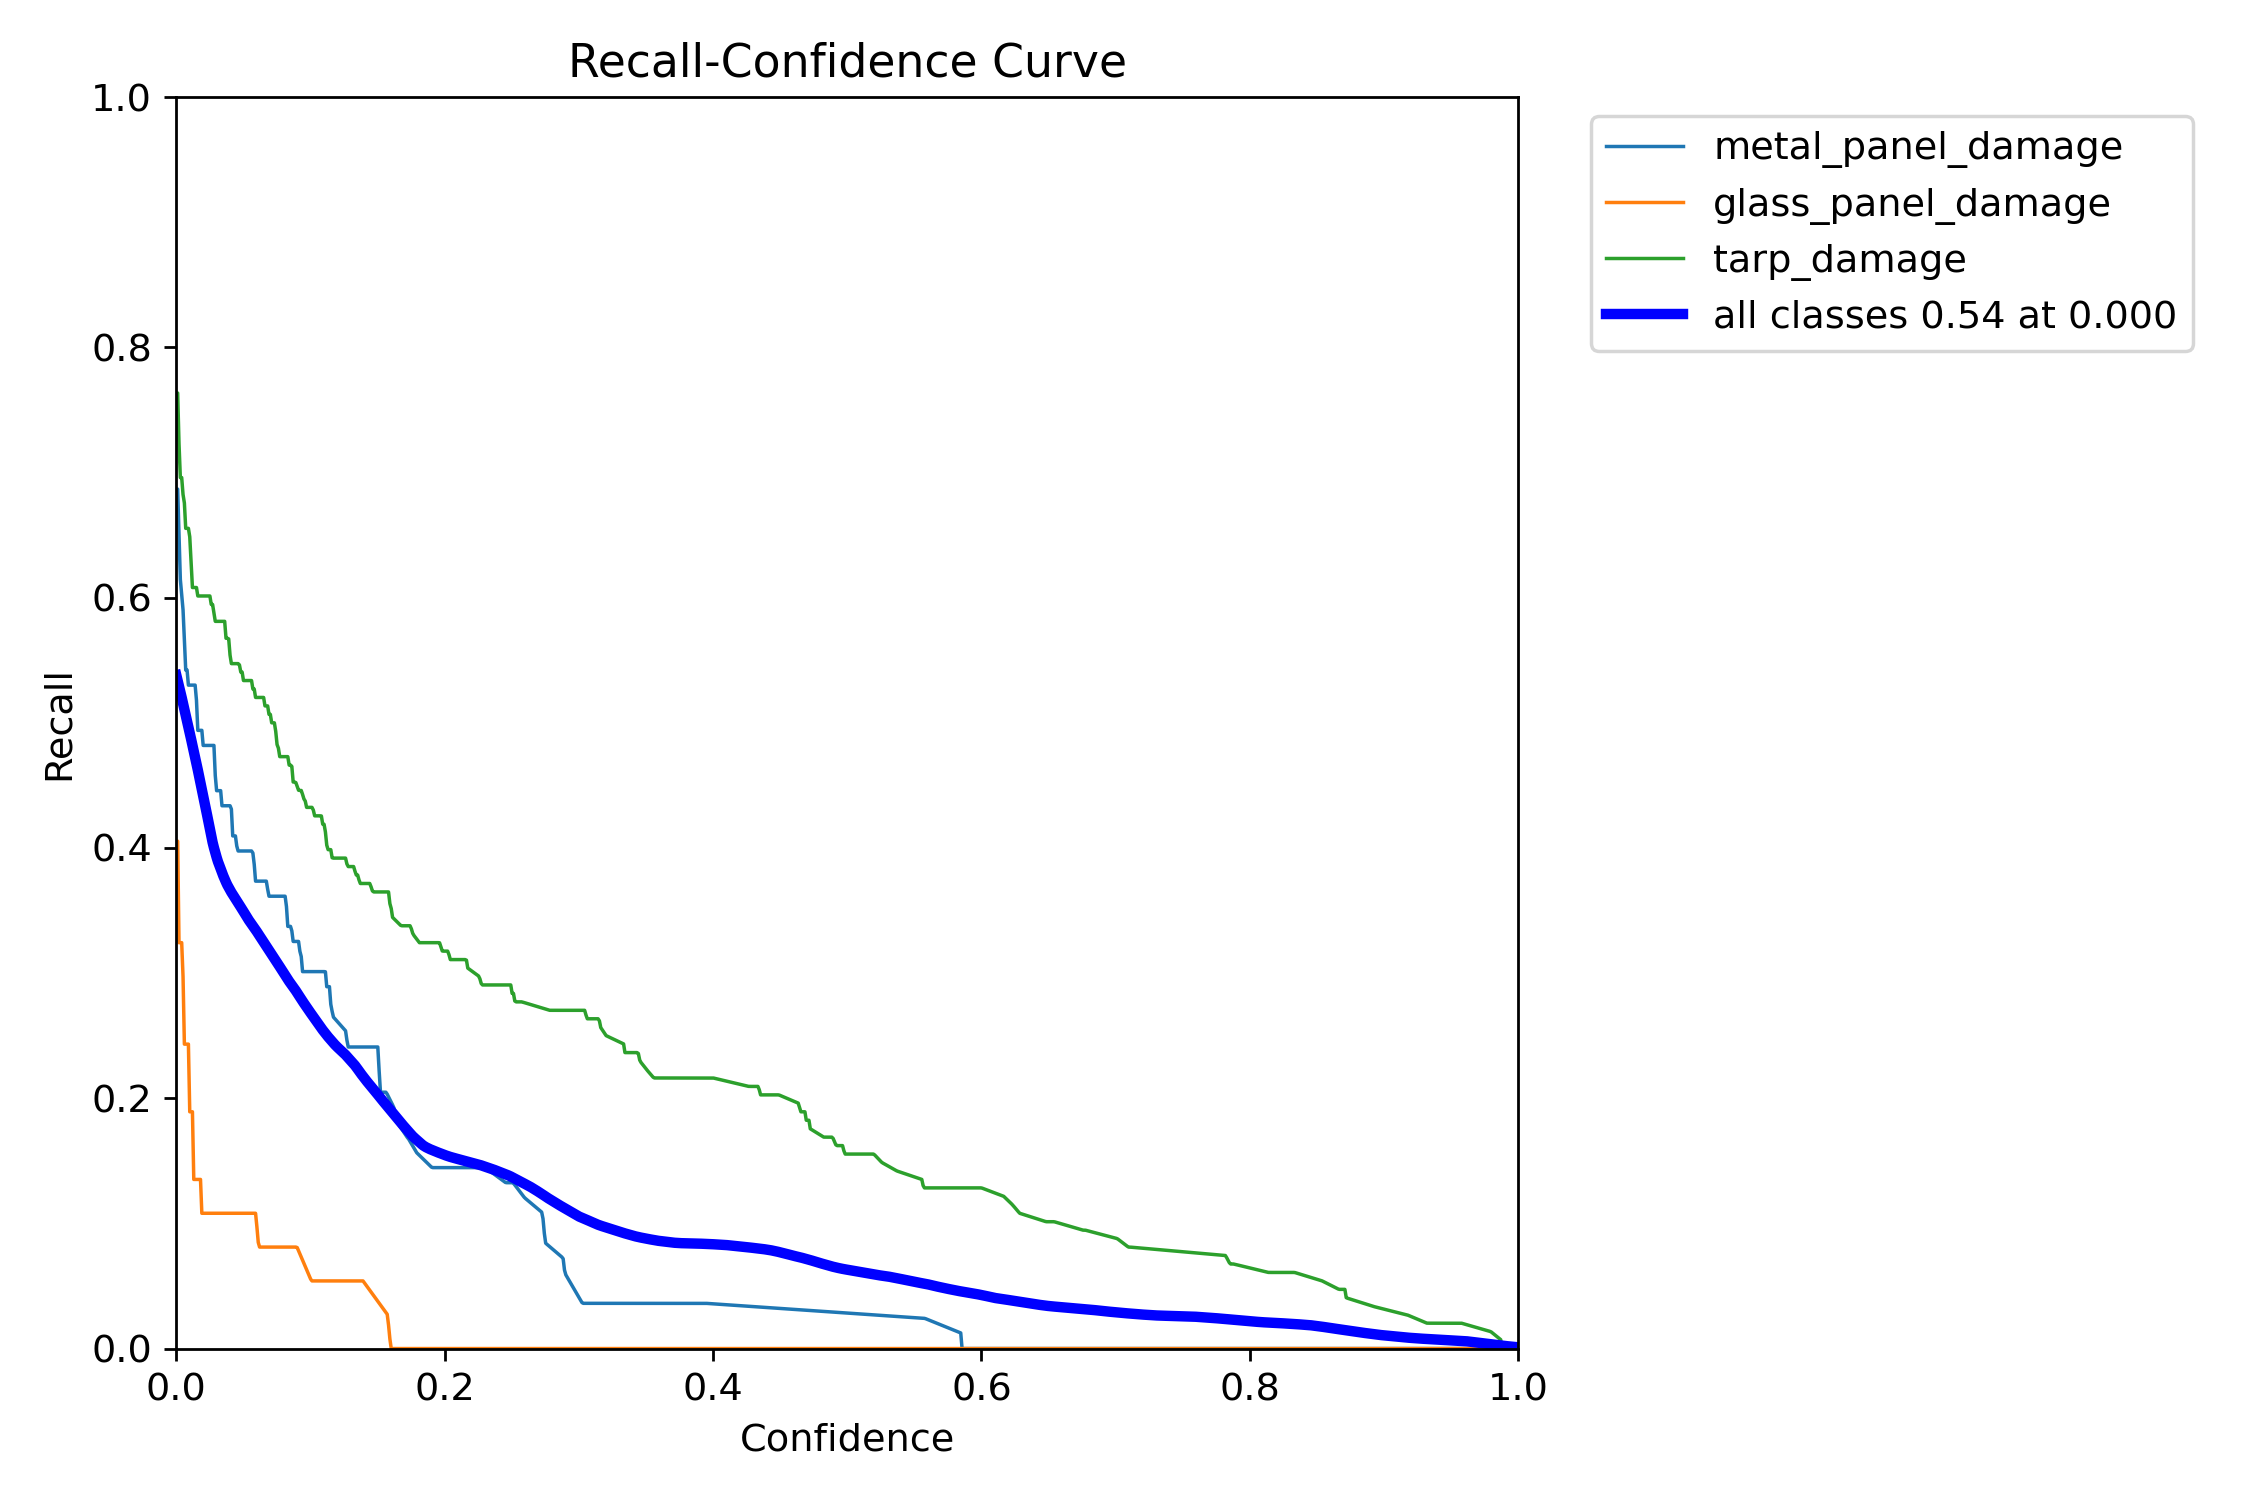 Recall-Confidence Curve
1.0
0.8
0.6
0.4
0.2
0.0
Recall
0.0 0.2 0.4 0.6 0.8 1.0
Confidence
metal_panel_damage
glass_panel_damage
tarp_damage
all classes 0.54 at 0.000